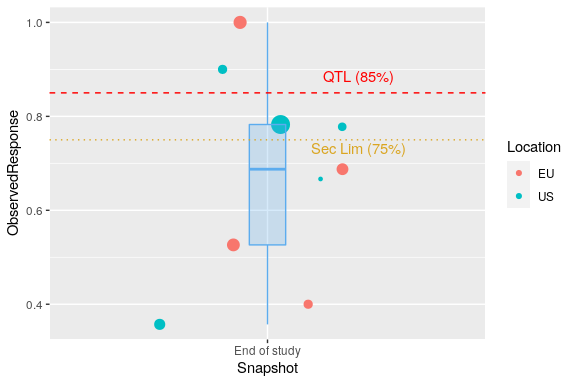 1.0
0.8
0.6
0.4
ObservedResponse
QTL (85%)
Sec Lim (75%)
End of study
Snapshot
Location
EU
US